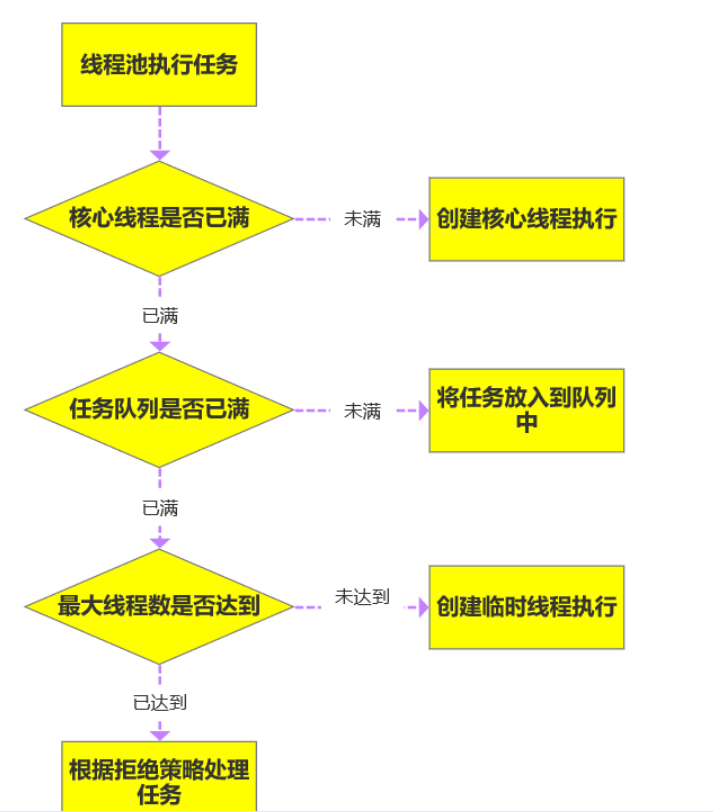 线程池执行任务
核心线程是否已满
未满
创建核心线程执行
已满
任务队列是否已满
未满
将任务放入到队列
中
已满
最大线程数是否达到
未达到
创建临时线程执行
已达到
根据拒绝策略处理
任务